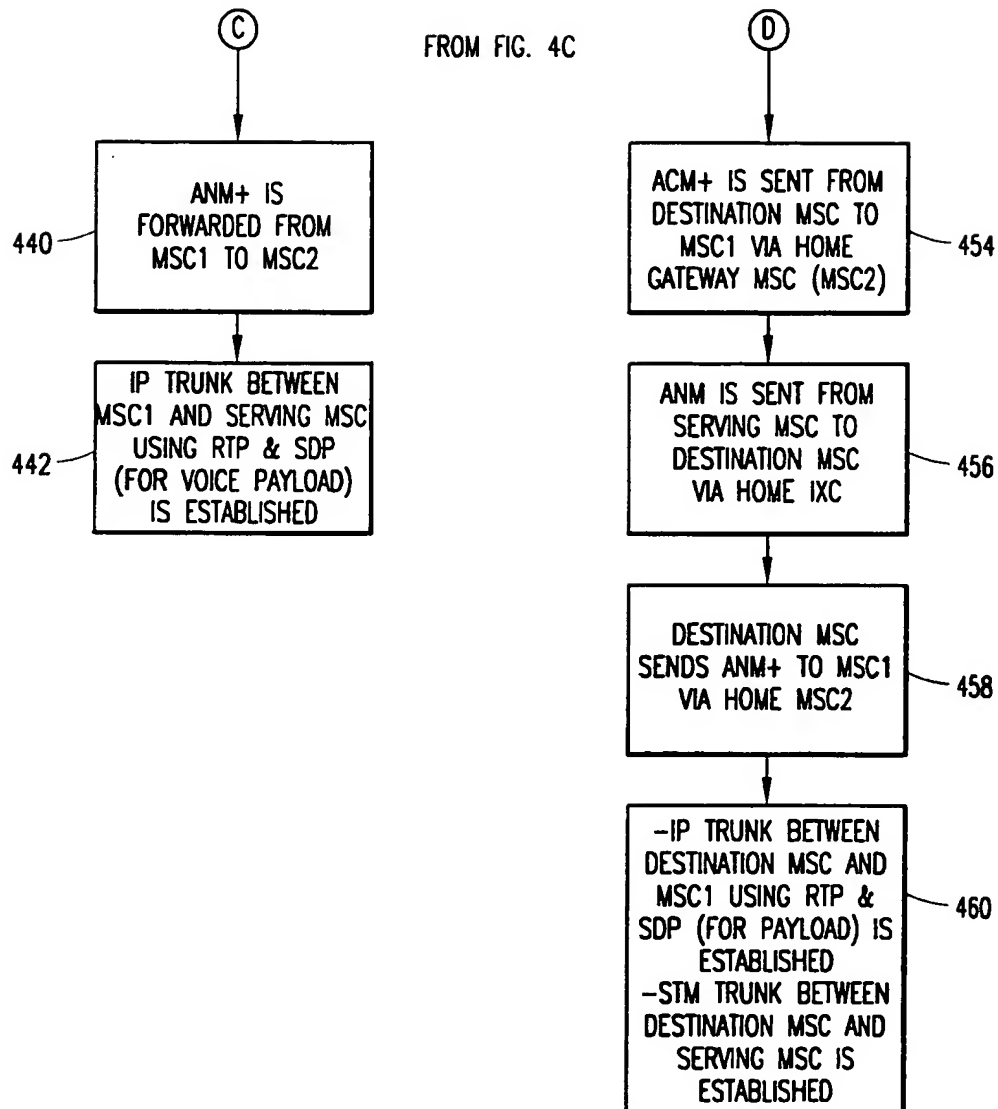 C
FROM FIG. 4C
D
ANM+ IS
FORWARDED FROM
MSC1 TO MSC2
440
IP TRUNK BETWEEN
MSC1 AND SERVING MSC
USING RTP & SDP
(FOR VOICE PAYLOAD)
IS ESTABLISHED
442
ACM+ IS SENT FROM
DESTINATION MSC TO
MSC1 VIA HOME
GATEWAY MSC (MSC2)
454
ANM IS SENT FROM
SERVING MSC TO
DESTINATION MSC
VIA HOME IXC
456
DESTINATION MSC
SENDS ANM+ TO MSC1
VIA HOME MSC2
458
-IP TRUNK BETWEEN
DESTINATION MSC AND
MSC1 USING RTP &
SDP (FOR PAYLOAD) IS
ESTABLISHED
-STM TRUNK BETWEEN
DESTINATION MSC AND
SERVING MSC IS
ESTABLISHED
460